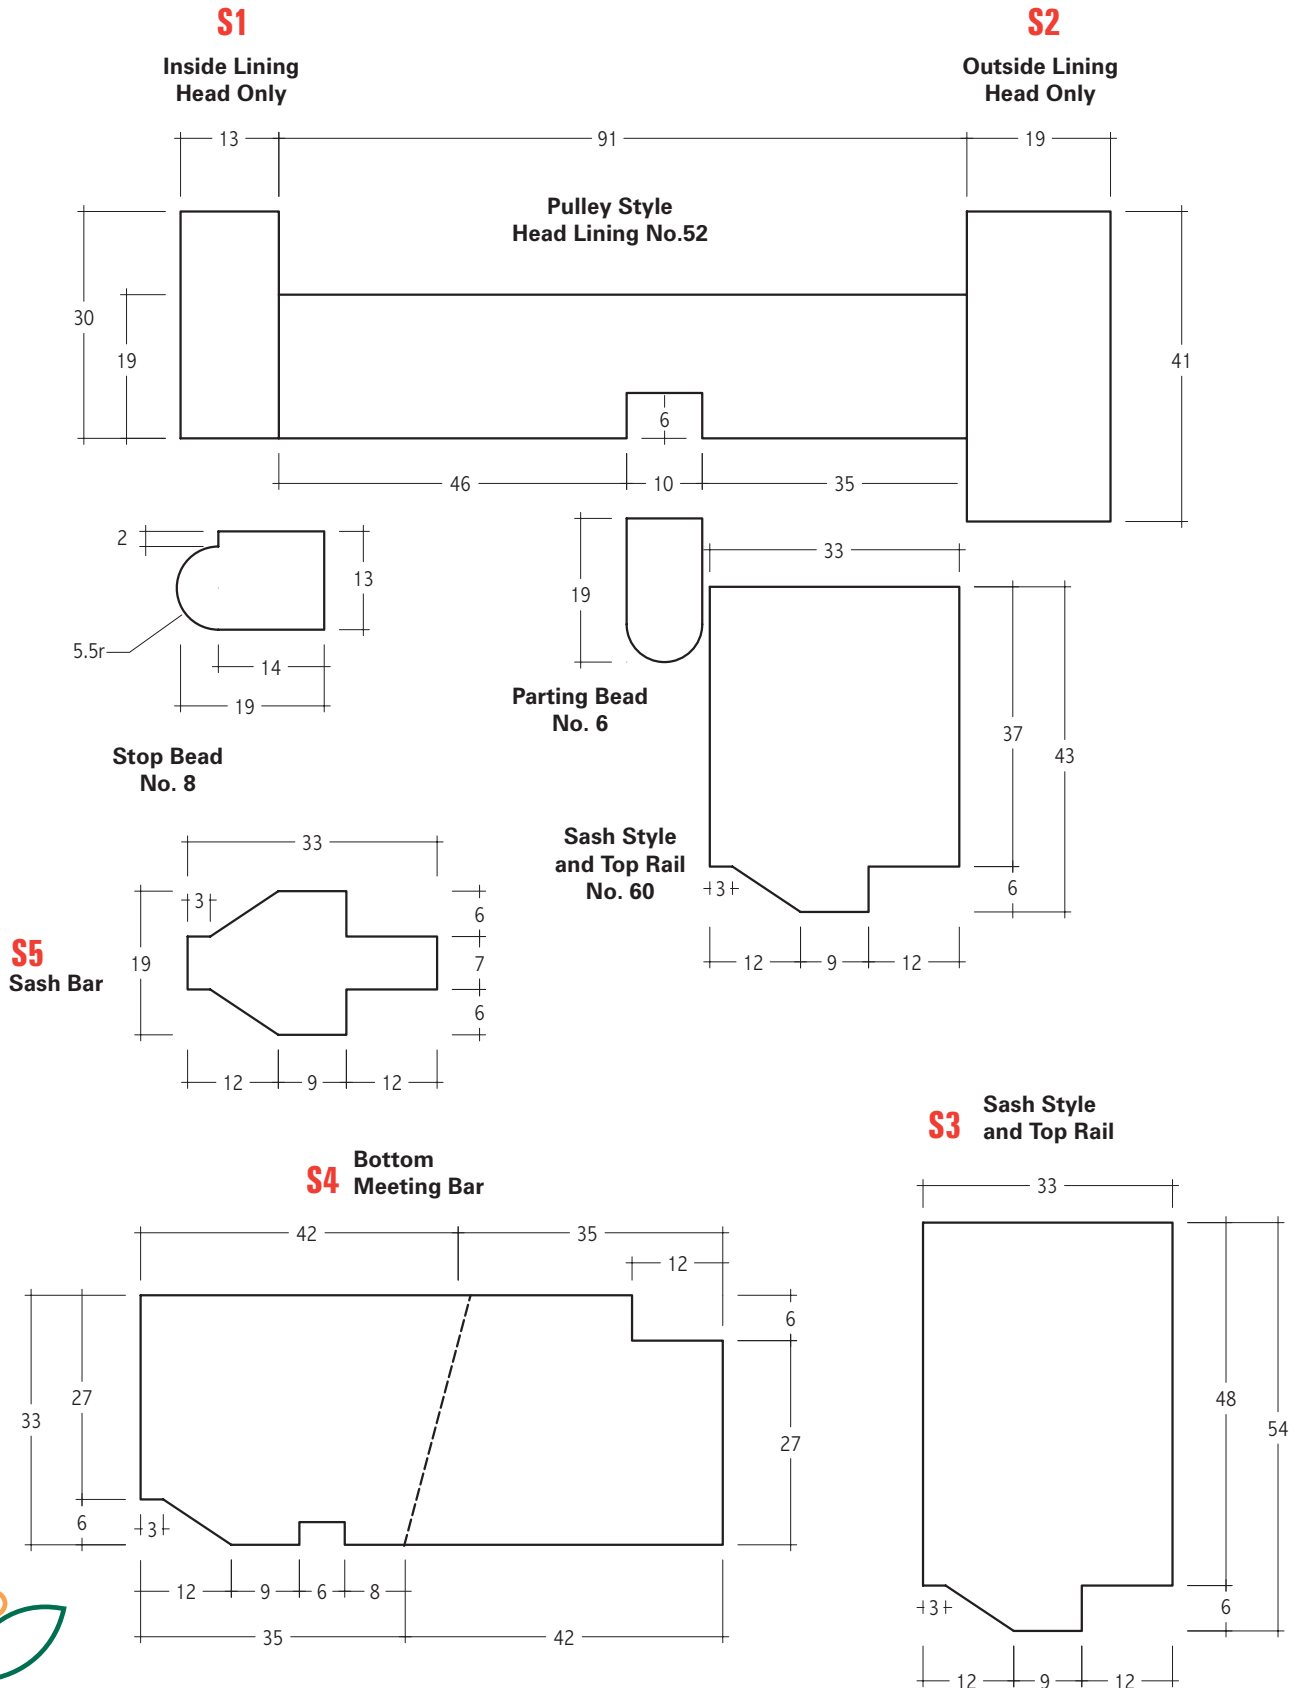 S1
Inside Lining
Head Only
S2
Outside Lining
Head Only
13
91
19
Pulley Style
Head Lining No.52
30
19
41
6
46
10
35
2
13
5.5r
14
19
Stop Bead
No. 8
19
Parting Bead
No. 6
33
37
43
Sash Style
and Top Rail
No. 60
3
6
12
9
12
33
3
6
S5
Sash Bar
19
7
6
12
9
12
S3
Sash Style
and Top Rail
S4
Bottom
Meeting Bar
33
42
35
12
6
27
33
27
6
3
12
9
6
8
35
42
48
54
3
6
12
9
12